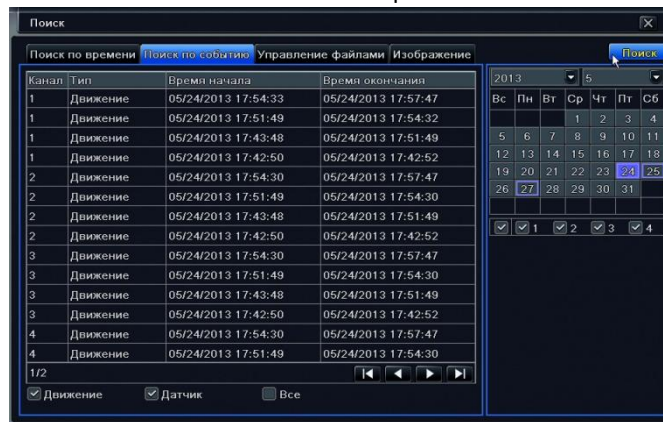 Поиск
Поиск по времени Поиск по событию Управление файлами Изображение Поиск
Канал Тип Время начала Время окончания
1 Движение 05/24/2013 17:54:33 05/24/2013 17:57:47
1 Движение 05/24/2013 17:51:49 05/24/2013 17:54:32
1 Движение 05/24/2013 17:43:48 05/24/2013 17:51:49
1 Движение 05/24/2013 17:42:50 05/24/2013 17:42:52
2 Движение 05/24/2013 17:54:30 05/24/2013 17:57:47
2 Движение 05/24/2013 17:51:49 05/24/2013 17:54:30
2 Движение 05/24/2013 17:43:48 05/24/2013 17:51:49
2 Движение 05/24/2013 17:42:50 05/24/2013 17:42:52
3 Движение 05/24/2013 17:54:30 05/24/2013 17:57:47
3 Движение 05/24/2013 17:51:49 05/24/2013 17:54:30
3 Движение 05/24/2013 17:43:48 05/24/2013 17:51:49
3 Движение 05/24/2013 17:42:50 05/24/2013 17:42:52
4 Движение 05/24/2013 17:54:30 05/24/2013 17:57:47
4 Движение 05/24/2013 17:51:49 05/24/2013 17:54:30
1/2
Движение Датчик Все
2013 5
Вс Пн Вт Ср Чт Пт Сб
1 2 3 4
5 6 7 8 9 10 11
12 13 14 15 16 17 18
19 20 21 22 23 24 25
26 27 28 29 30 31
1 2 3 4